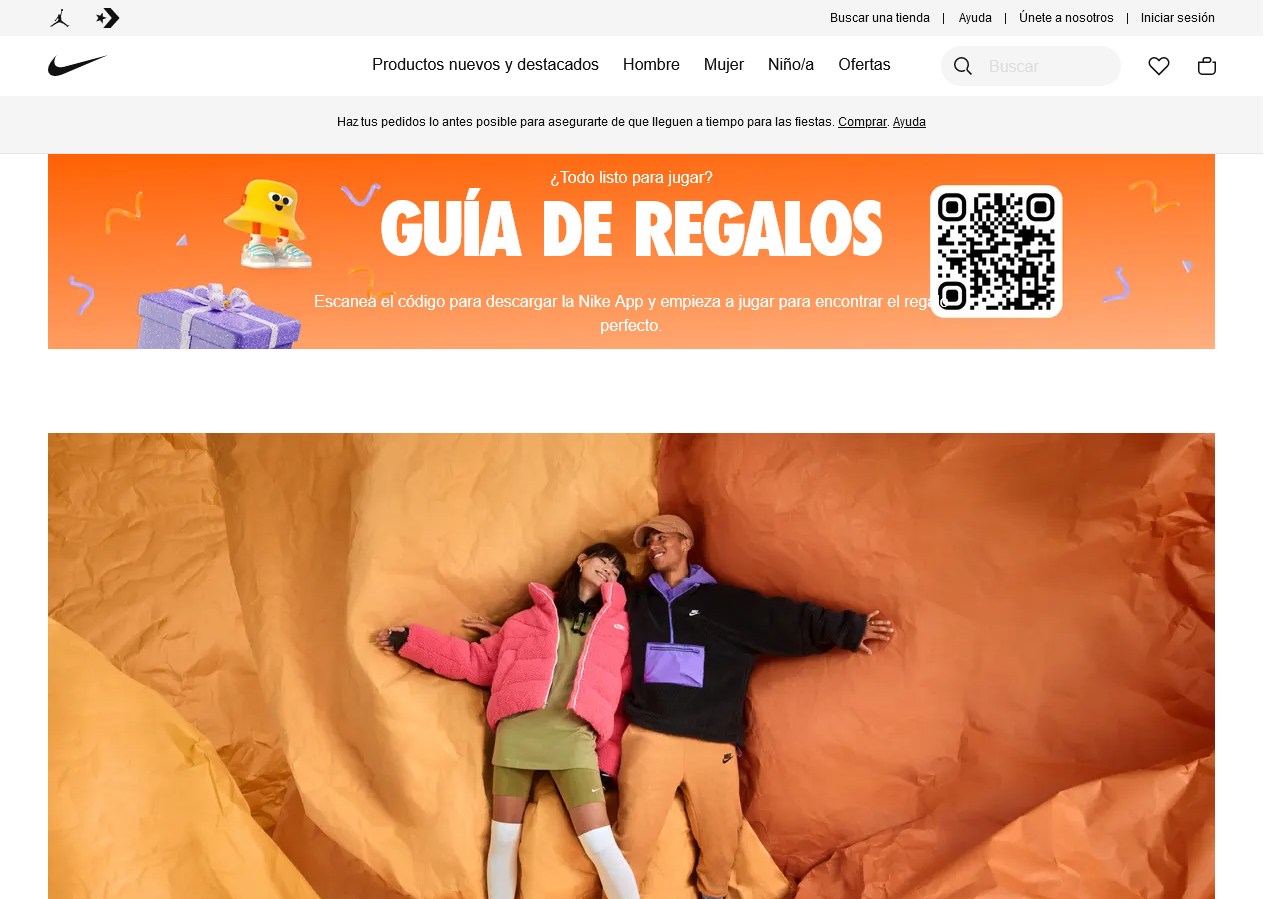 Buscar una tienda | Ayuda | Únete a nosotros | Iniciar sesión
Productos nuevos y destacados Hombre Mujer Niño/a Ofertas Buscar
Haz tus pedidos lo antes posible para asegurarte de que lleguen a tiempo para las fiestas. Comprar. Ayuda
¿Todo listo para jugar?
GUÍA DE REGALOS
Escanea el código para descargar la Nike App y empieza a jugar para encontrar el regalo
perfecto.